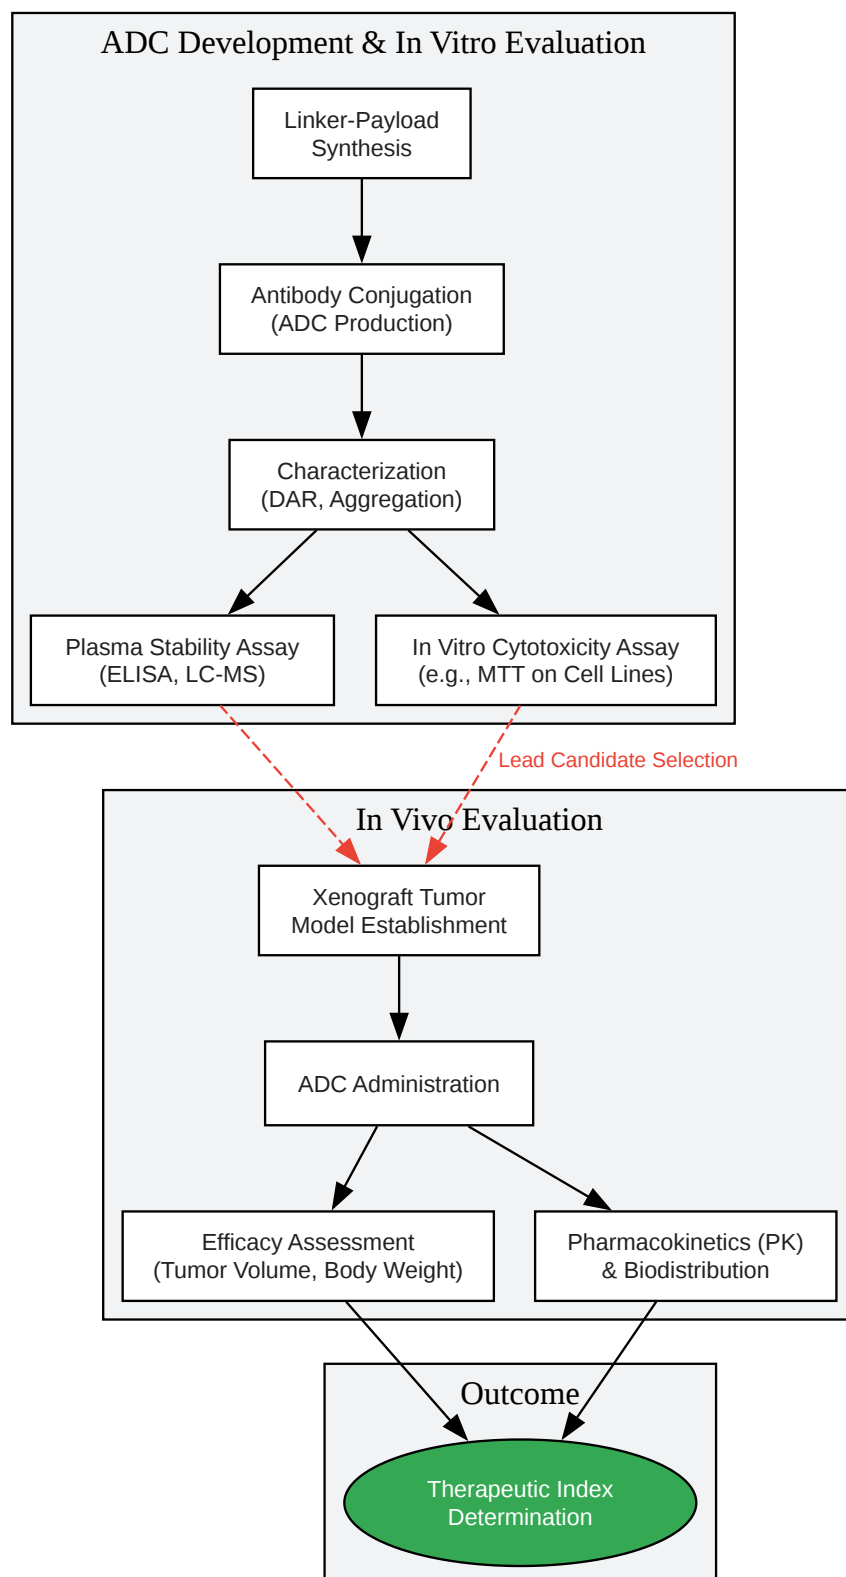 ADC Development & In Vitro Evaluation
Linker-Payload
Synthesis
Antibody Conjugation
(ADC Production)
Characterization
(DAR, Aggregation)
Plasma Stability Assay
(ELISA, LC-MS)
In Vitro Cytotoxicity Assay
(e.g., MTT on Cell Lines)
Lead Candidate Selection
In Vivo Evaluation
Xenograft Tumor
Model Establishment
ADC Administration
Efficacy Assessment
(Tumor Volume, Body Weight)
Pharmacokinetics (PK)
& Biodistribution
Outcome
Therapeutic Index
Determination